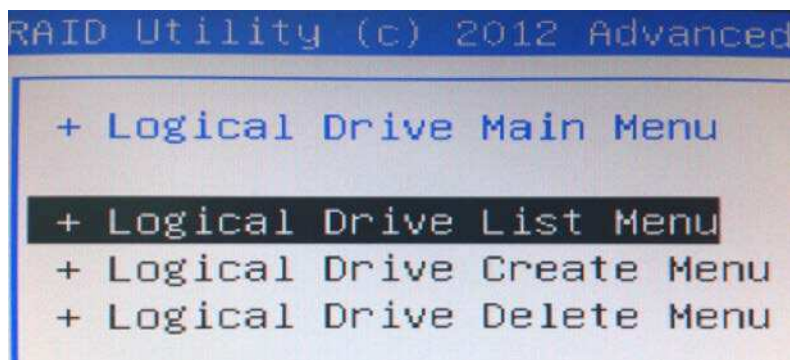 RAID Utility (c) 2012 Advanced
+ Logical Drive Main Menu
+ Logical Drive List Menu
+ Logical Drive Create Menu
+ Logical Drive Delete Menu